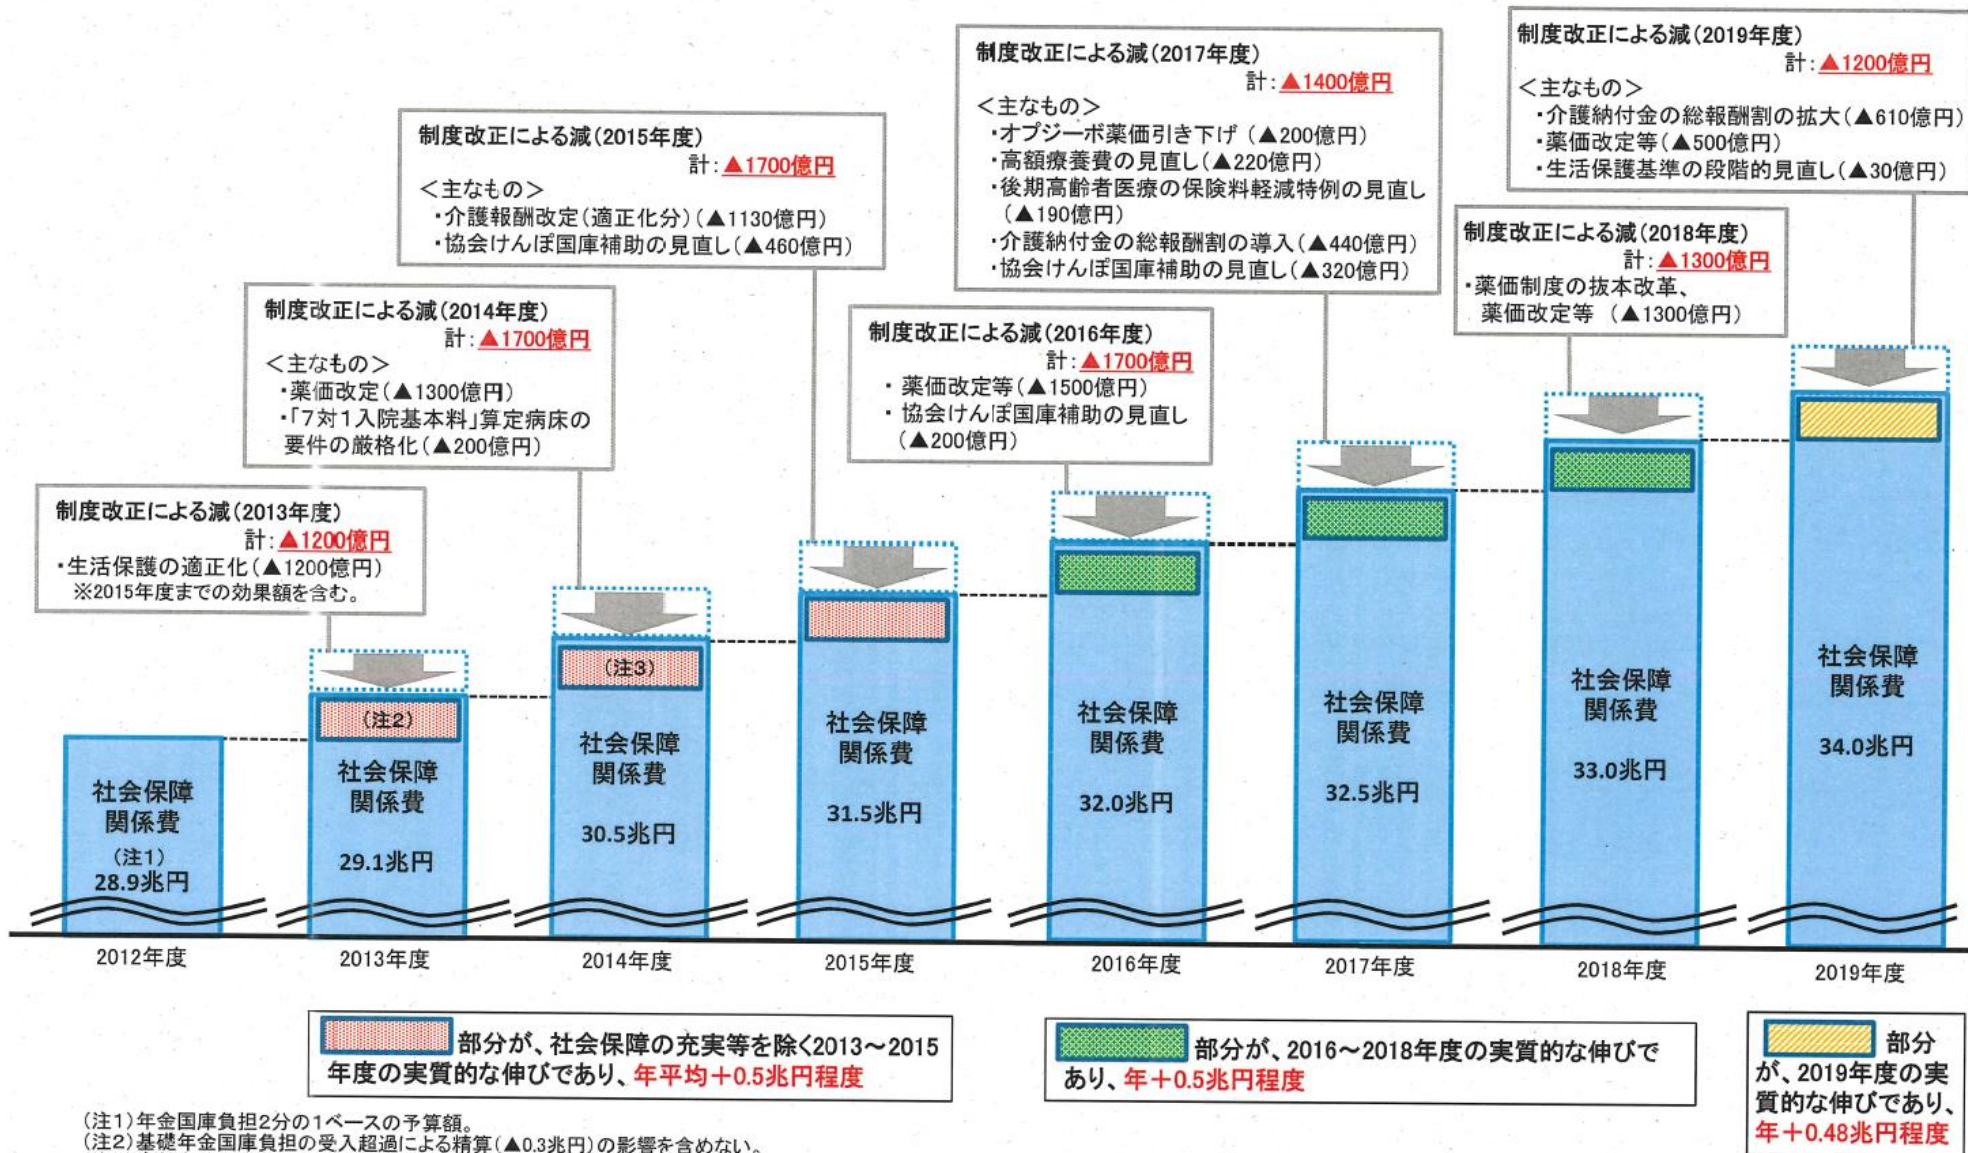 制度改正による減(2013年度)
計:▲1200億円
・生活保護の適正化(▲1200億円)
※2015年度までの効果額を含む。
制度改正による減(2014年度)
計:▲1700億円
＜主なもの＞
・薬価改定(▲1300億円)
・「7対1入院基本料」算定病床の
要件の厳格化(▲200億円)
制度改正による減(2015年度)
計:▲1700億円
＜主なもの＞
・介護報酬改定(適正化分)(▲1130億円)
・協会けんぽ国庫補助の見直し(▲460億円)
制度改正による減(2016年度)
計:▲1700億円
・ 薬価改定等(▲1500億円)
・ 協会けんぽ国庫補助の見直し
(▲200億円)
制度改正による減(2017年度)
計:▲1400億円
＜主なもの＞
・オプジーボ薬価引き下げ (▲200億円)
・高額療養費の見直し(▲220億円)
・後期高齢者医療の保険料軽減特例の見直し
(▲190億円)
・介護納付金の総報酬割の導入(▲440億円)
・協会けんぽ国庫補助の見直し(▲320億円)
制度改正による減(2018年度)
計:▲1300億円
・薬価制度の抜本改革、
薬価改定等 (▲1300億円)
制度改正による減(2019年度)
計:▲1200億円
＜主なもの＞
・介護納付金の総報酬割の拡大(▲610億円)
・薬価改定等(▲500億円)
・生活保護基準の段階的見直し(▲30億円)
社会保障
関係費
(注1)
28.9兆円
(注2)
社会保障
関係費
29.1兆円
(注3)
社会保障
関係費
30.5兆円
社会保障
関係費
31.5兆円
社会保障
関係費
32.0兆円
社会保障
関係費
32.5兆円
社会保障
関係費
33.0兆円
社会保障
関係費
34.0兆円
2012年度
2013年度
2014年度
2015年度
2016年度
2017年度
2018年度
2019年度
部分が、社会保障の充実等を除く2013～2015
年度の実質的な伸びであり、年平均＋0.5兆円程度
部分が、2016～2018年度の実質的な伸びで
あり、年＋0.5兆円程度
部分
が、2019年度の実
質的な伸びであり、
年＋0.48兆円程度
(注1)年金国庫負担2分の1ベースの予算額。
(注2)基礎年金国庫負担の受入超過による精算(▲0.3兆円)の影響を含めない。